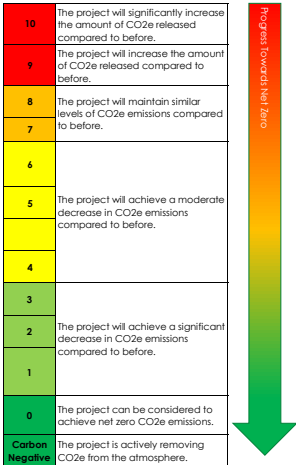 10
The project will significantly increase
the amount of CO2e released
compared to before.
9
The project will increase the amount
of CO2e released compared to
before.
8
7
The project will maintain similar
levels of CO2e emissions compared
to before.
6
5
4
The project will achieve a moderate
decrease in CO2e emissions
compared to before.
3
2
1
The project will achieve a significant
decrease in CO2e emissions
compared to before.
0
The project can be considered to
achieve net zero CO2e emissions.
Carbon
Negative
The project is actively removing
CO2e from the atmosphere.
Progress Towards Net Zero